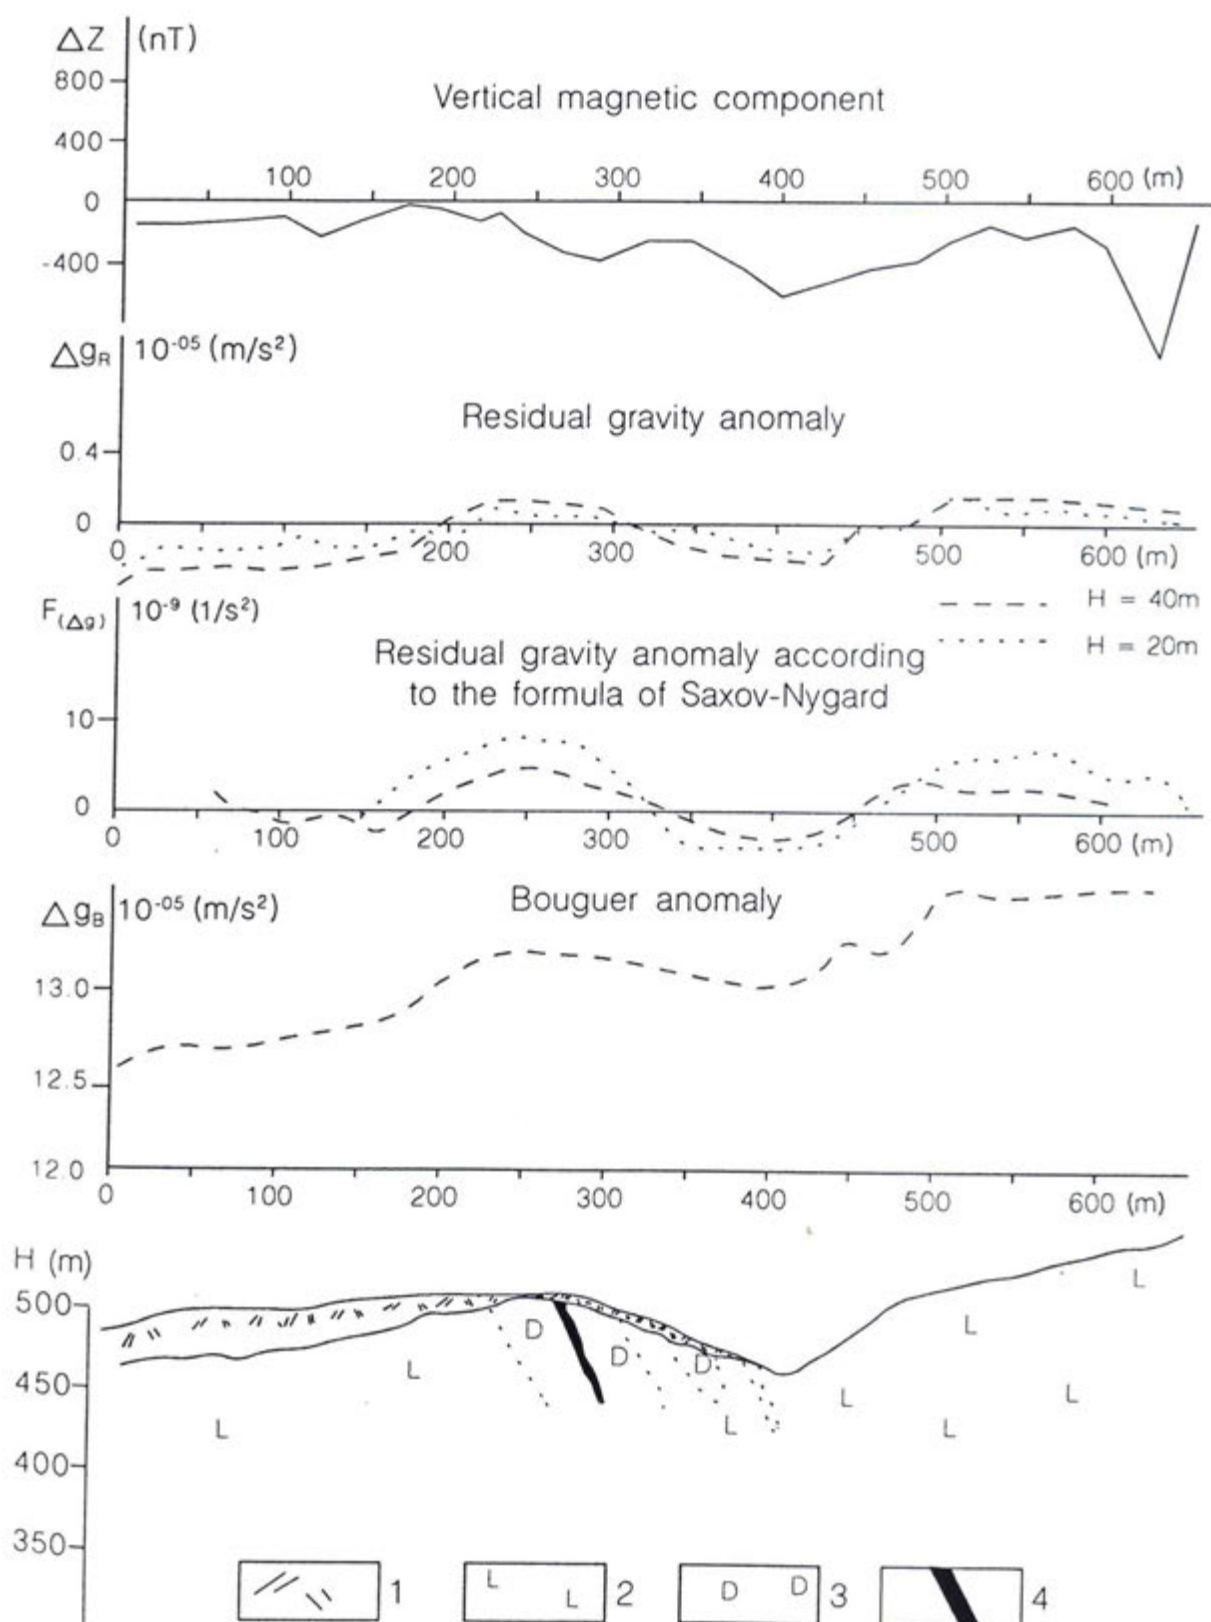 ΔZ (nT)
800
Vertical magnetic component
400
100 200 300 400 500 600 (m)
0
-400
Δg_R 10⁻⁰⁵ (m/s²)
Residual gravity anomaly
0.4
0
0 200 300 500 600 (m)
F(Δg) 10⁻⁹ (1/s²)
H = 40m
Residual gravity anomaly according
H = 20m
to the formula of Saxov-Nygard
10
0
0 100 200 300 500 600 (m)
Δg_B 10⁻⁰⁵ (m/s²)
Bouguer anomaly
13.0
12.5
12.0
0 100 200 300 400 500 600 (m)
H (m)
L
500
D L
D D
L
450
L L
L L L
400
350
L D D
L
1 2 3 4